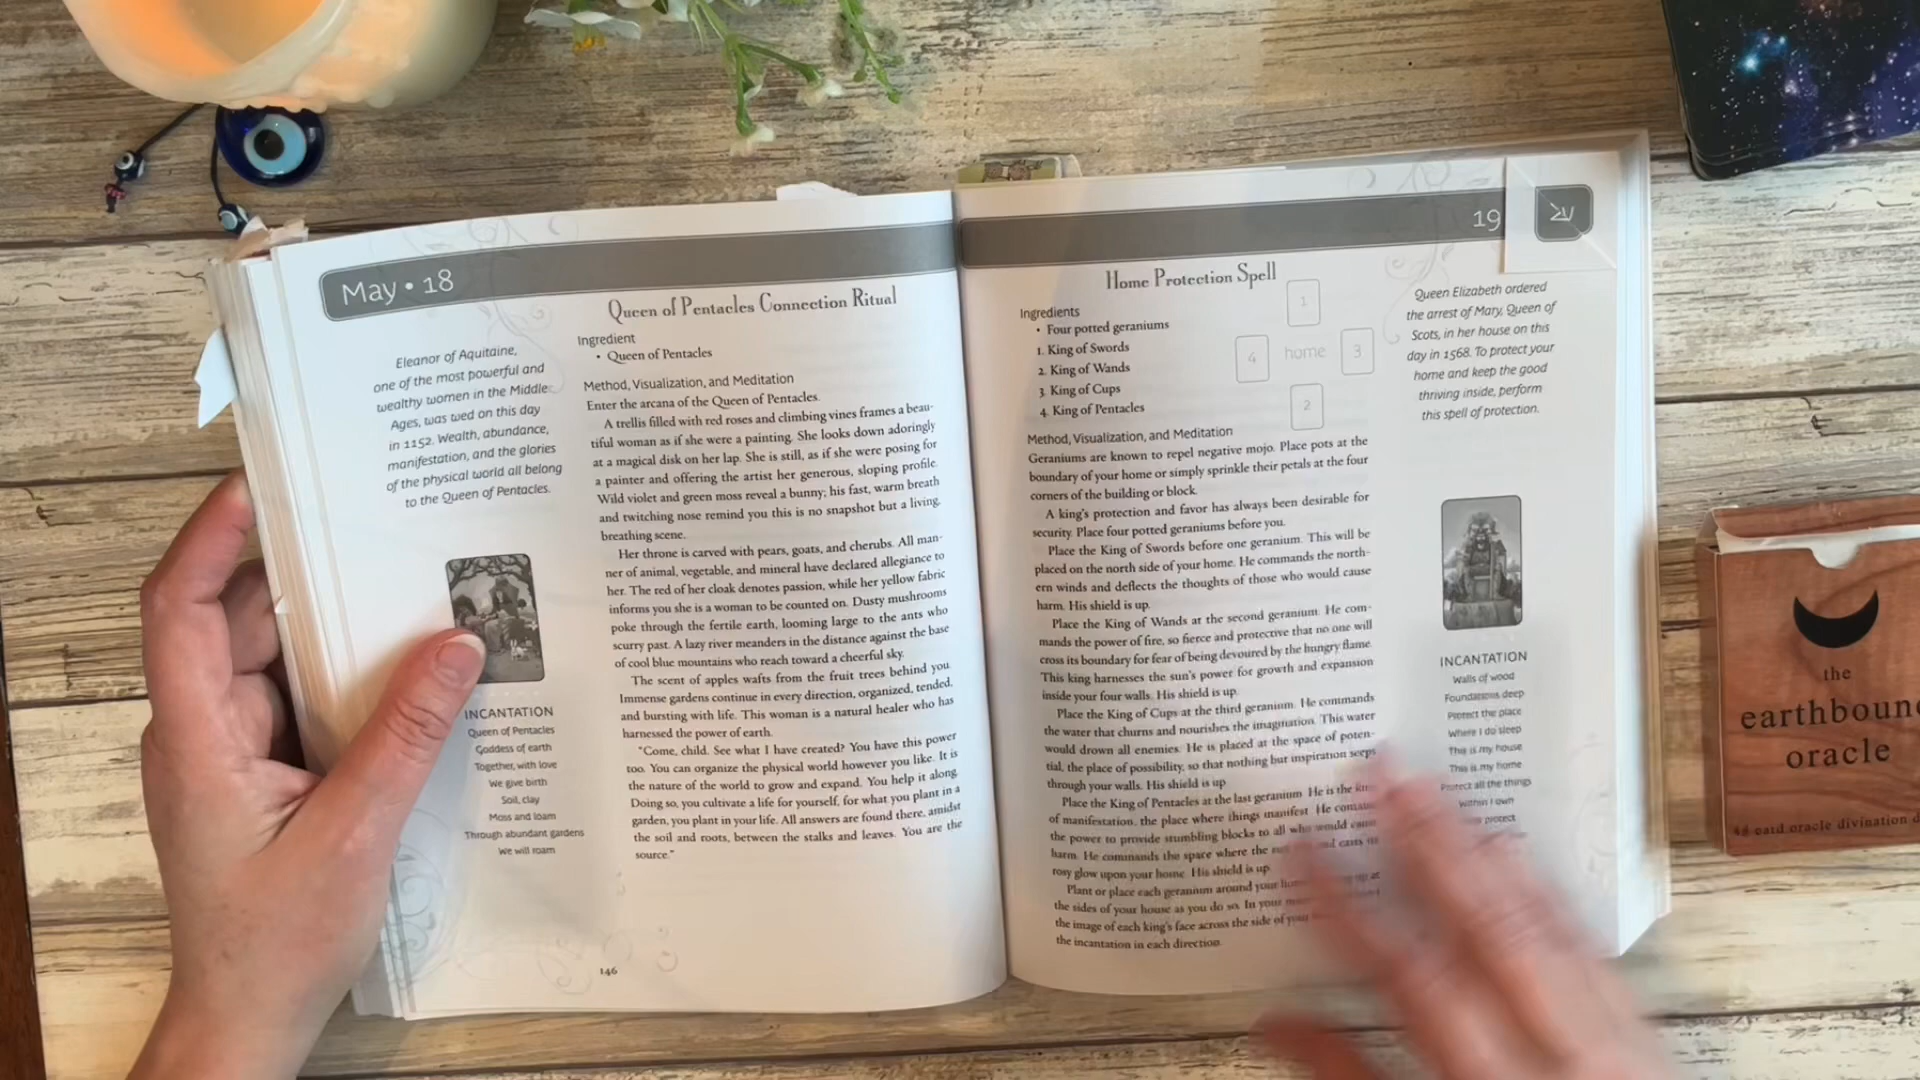 May • 18
Queen of Pentacles Connection Ritual
Eleanor of Aquitaine,
one of the most powerful and
wealthy women in the Middle
Ages, was wed on this day
in 1152. Wealth, abundance,
manifestation, and the glories
of the physical world all belong
to the Queen of Pentacles.
INCANTATION
Queen of Pentacles
Goddess of earth
Together, with love
We give birth
Soil, clay
Moss and loam
Through abundant gardens
We will roam
Ingredient
• Queen of Pentacles
Method, Visualization, and Meditation
Enter the arcana of the Queen of Pentacles.
A trellis filled with red roses and climbing vines frames a beau-
tiful woman as if she were a painting. She looks down adoringly
at a magical disk on her lap. She is still, as if she were posing for
a painter and offering the artist her generous, sloping profile.
Wild violet and green moss reveal a bunny; his fast, warm breath
and twitching nose remind you this is no snapshot but a living,
breathing scene.
Her throne is carved with pears, goats, and cherubs. All man-
ner of animal, vegetable, and mineral have declared allegiance to
her. The red of her cloak denotes passion, while her yellow fabric
informs you she is a woman to be counted on. Dusty mushrooms
poke through the fertile earth, looming large to the ants who
scurry past. A lazy river meanders in the distance against the base
of cool blue mountains who reach toward a cheerful sky.
The scent of apples wafts from the fruit trees behind you.
Immense gardens continue in every direction, organized, tended,
and bursting with life. This woman is a natural healer who has
harnessed the power of earth.
"Come, child. See what I have created? You have this power
too. You can organize the physical world however you like. It is
the nature of the world to grow and expand. You help it along.
Doing so, you cultivate a life for yourself, for what you plant in a
garden, you plant in your life. All answers are found there, amidst
the soil and roots, between the stalks and leaves. You are the
source."
146
19
Home Protection Spell
Ingredients
• Four potted geraniums
1. King of Swords
2. King of Wands
3. King of Cups
4. King of Pentacles
1
4 home 3
2
Method, Visualization, and Meditation
Geraniums are known to repel negative mojo. Place pots at the
boundary of your home or simply sprinkle their petals at the four
corners of the building or block.
A king's protection and favor has always been desirable for
security. Place four potted geraniums before you.
Place the King of Swords before one geranium. This will be
placed on the north side of your home. He commands the north-
ern winds and deflects the thoughts of those who would cause
harm. His shield is up.
Place the King of Wands at the second geranium. He com-
mands the power of fire, so fierce and protective that no one will
cross its boundary for fear of being devoured by the hungry flame.
This king harnesses the sun's power for growth and expansion
inside your four walls. His shield is up.
Place the King of Cups at the third geranium. He commands
the water that churns and nourishes the imagination. This water
would drown all enemies. He is placed at the space of poten-
tial, the place of possibility, so that nothing but inspiration seeps
through your walls. His shield is up.
Place the King of Pentacles at the last geranium. He is the
of manifestation, the place where things manifest. He
the power to provide stumbling blocks to all who would cause
harm. He commands the space where the casts its
rosy glow upon your home. His shield is up.
Plant or place each geranium around your up at
the sides of your house as you do so. In your
the image of each king's face across the side of your
the incantation in each direction.
Queen Elizabeth ordered
the arrest of Mary, Queen of
Scots, in her house on this
day in 1568. To protect your
home and keep the good
thriving inside, perform
this spell of protection.
INCANTATION
Walls of wood
Foundations deep
Protect the place
Where I do sleep
This is my house
This is my home
Protect all the things
Within I own
protect
the
earthbound
oracle
card oracle divination